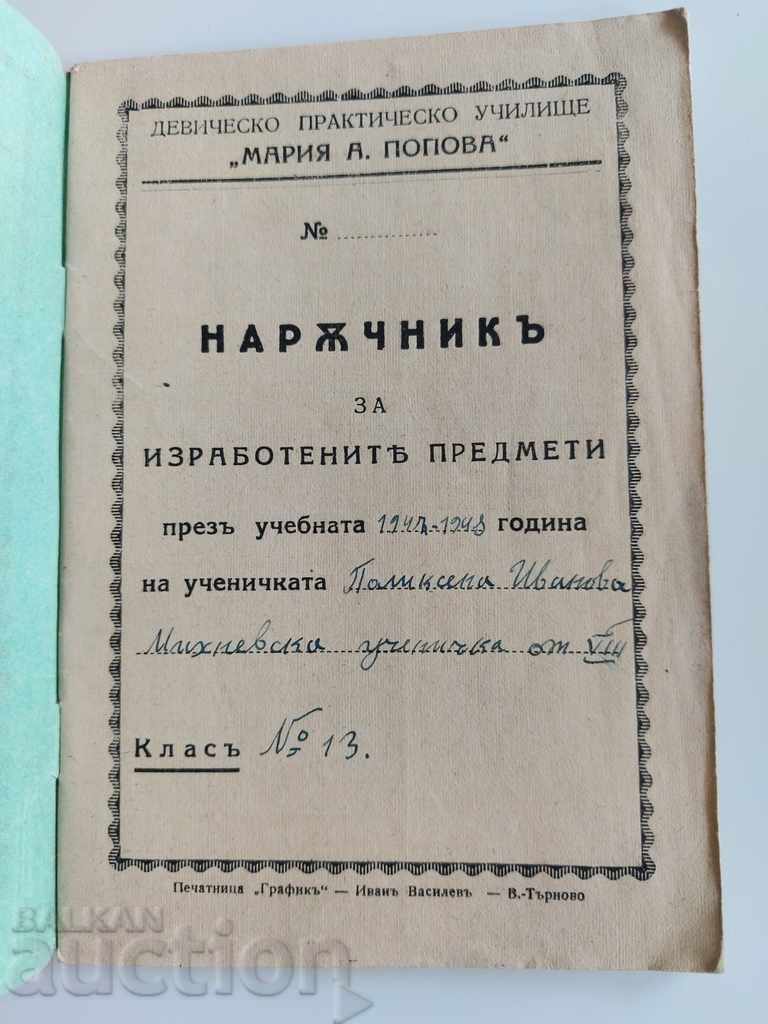 ДЕВИЧЕСКО ПРАКТИЧЕСКО УЧИЛИЩЕ
„МАРИЯ А. ПОПОВА“
№ ...............
НАРѪЧНИКЪ
ЗА
ИЗРАБОТЕНИТѢ ПРЕДМЕТИ
презъ учебната 1947-1948 година
на ученичката Поликсена Иванова
Михневска ученичка от VIII
Класъ № 13.
Печатница „Графикъ“ — Иванъ Василевъ — В.-Търново
BALKAN
auction